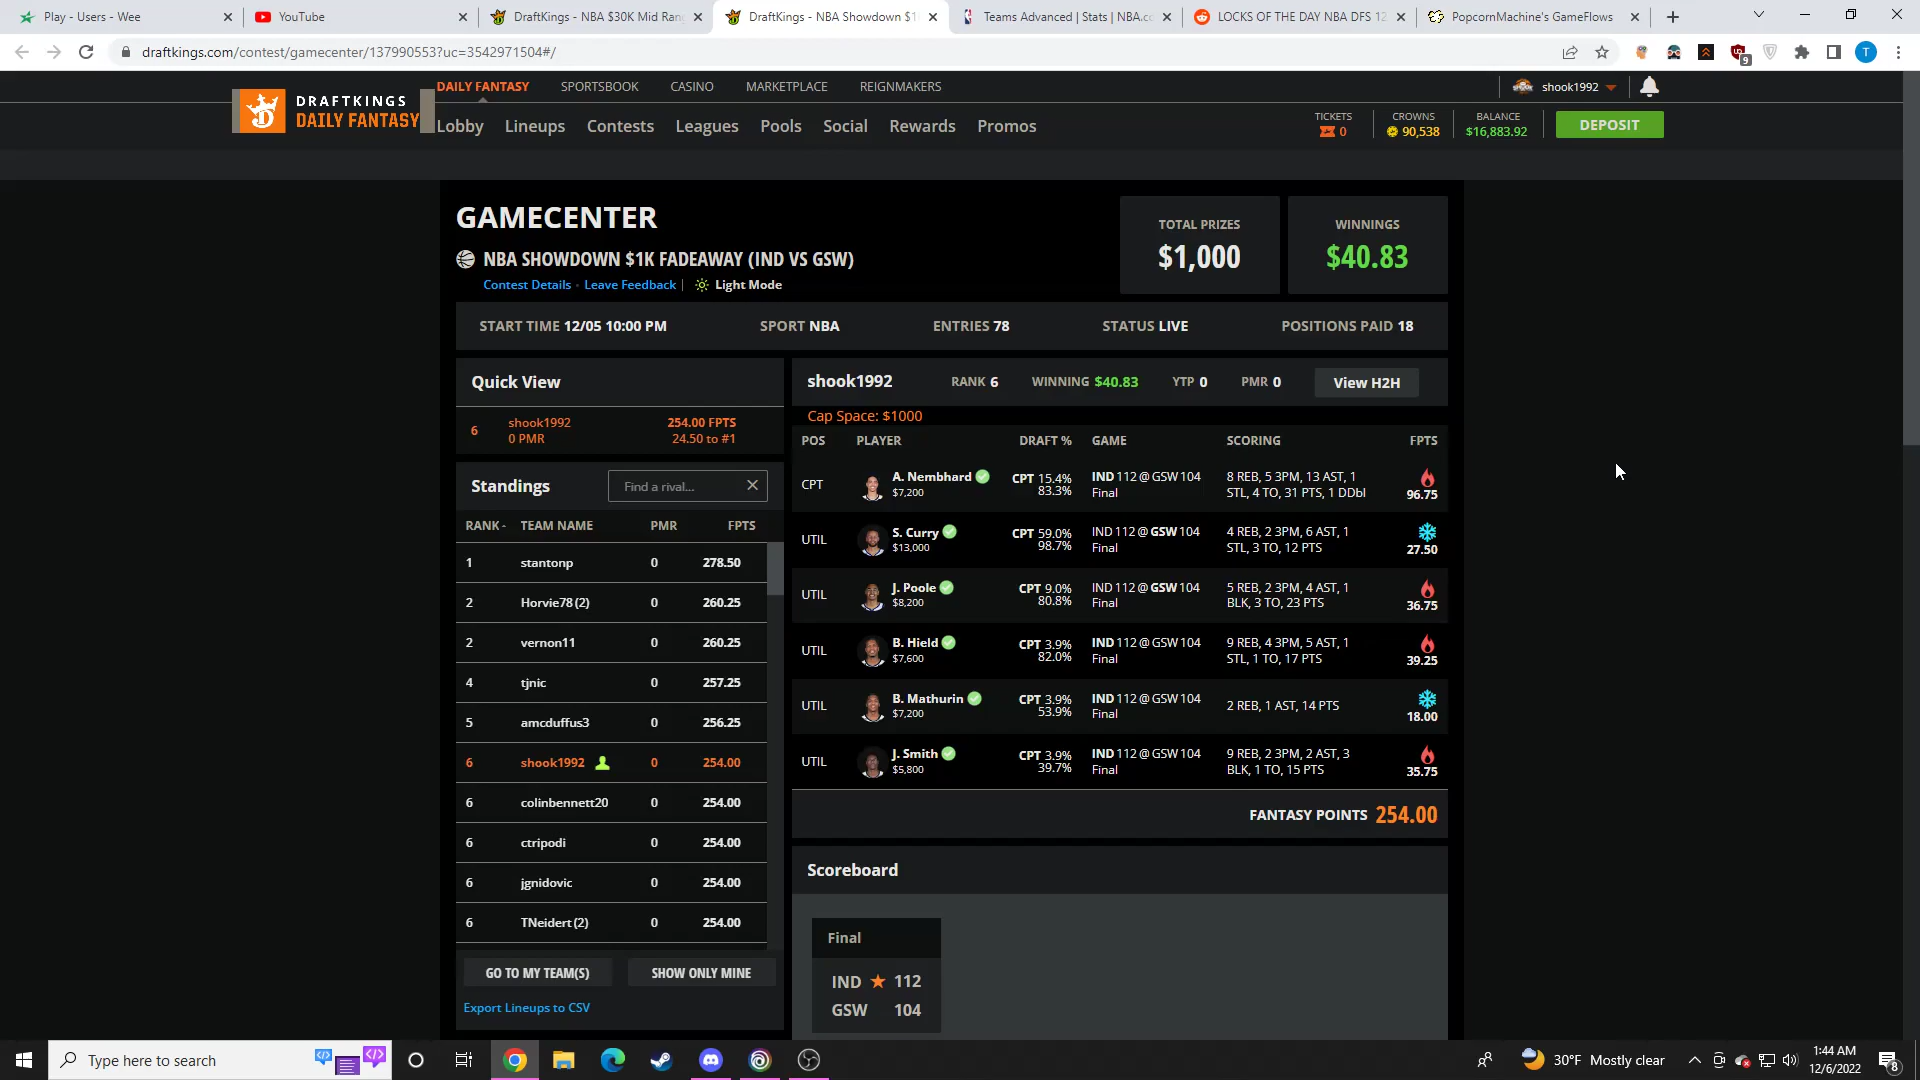 Play - Users - Wee
YouTube
DraftKings - NBA $30K Mid Ran
DraftKings - NBA Showdown $1
Teams Advanced | Stats | NBA.co
LOCKS OF THE DAY NBA DFS 12
PopcornMachine's GameFlows
draftkings.com/contest/gamecenter/137990553?uc=3542971504#/
9
T
DAILY FANTASY SPORTSBOOK CASINO MARKETPLACE REIGNMAKERS
shook1992
DRAFTKINGS
DAILY FANTASY
Lobby Lineups Contests Leagues Pools Social Rewards Promos
TICKETS
0
CROWNS
90,538
BALANCE
$16,883.92
DEPOSIT
GAMECENTER
NBA SHOWDOWN $1K FADEAWAY (IND VS GSW)
Contest Details - Leave Feedback | Light Mode
TOTAL PRIZES
$1,000
WINNINGS
$40.83
START TIME 12/05 10:00 PM SPORT NBA ENTRIES 78 STATUS LIVE POSITIONS PAID 18
Quick View
6 shook1992 254.00 FPTS
0 PMR 24.50 to #1
Standings Find a rival...
RANK TEAM NAME PMR FPTS
1 stantonp 0 278.50
2 Horvie78 (2) 0 260.25
2 vernon11 0 260.25
4 tjnic 0 257.25
5 amcduffus3 0 256.25
6 shook1992 0 254.00
6 colinbennett20 0 254.00
6 ctripodi 0 254.00
6 jgnidovic 0 254.00
6 TNeidert (2) 0 254.00
GO TO MY TEAM(S) SHOW ONLY MINE
Export Lineups to CSV
shook1992 RANK 6 WINNING $40.83 YTP 0 PMR 0 View H2H
Cap Space: $1000
POS PLAYER DRAFT % GAME SCORING FPTS
CPT A. Nembhard CPT 15.4% IND 112 @ GSW 104 8 REB, 5 3PM, 13 AST, 1
$7,200 83.3% Final STL, 4 TO, 31 PTS, 1 DDbl 96.75
UTIL S. Curry CPT 59.0% IND 112 @ GSW 104 4 REB, 2 3PM, 6 AST, 1
$13,000 98.7% Final STL, 3 TO, 12 PTS 27.50
UTIL J. Poole CPT 9.0% IND 112 @ GSW 104 5 REB, 2 3PM, 4 AST, 1
$8,200 80.8% Final BLK, 3 TO, 23 PTS 36.75
UTIL B. Hield CPT 3.9% IND 112 @ GSW 104 9 REB, 4 3PM, 5 AST, 1
$7,600 82.0% Final STL, 1 TO, 17 PTS 39.25
UTIL B. Mathurin CPT 3.9% IND 112 @ GSW 104 2 REB, 1 AST, 14 PTS
$7,200 53.9% Final 18.00
UTIL J. Smith CPT 3.9% IND 112 @ GSW 104 9 REB, 2 3PM, 2 AST, 3
$5,800 39.7% Final BLK, 1 TO, 15 PTS 35.75
FANTASY POINTS 254.00
Scoreboard
Final
IND 112
GSW 104
Type here to search
30°F Mostly clear
1:44 AM
12/6/2022
8